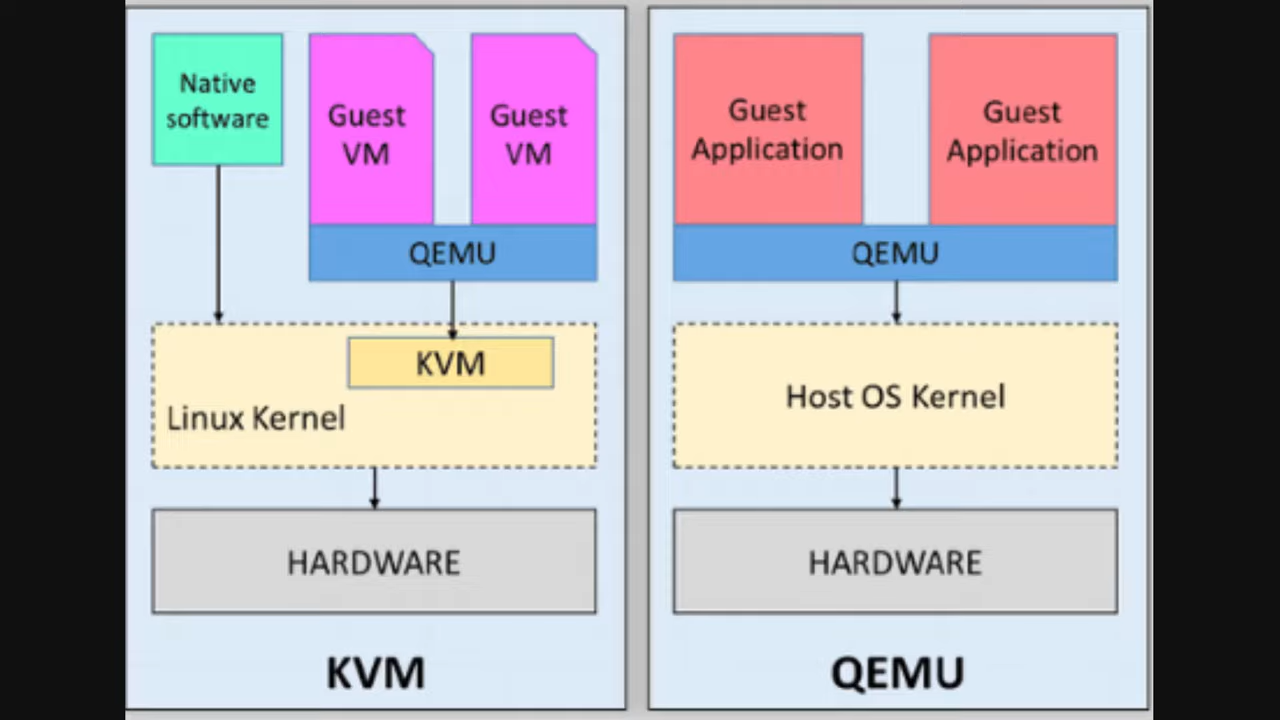 Native
software
Guest
VM
Guest
VM
QEMU
KVM
Linux Kernel
HARDWARE
KVM
Guest
Application
Guest
Application
QEMU
Host OS Kernel
HARDWARE
QEMU